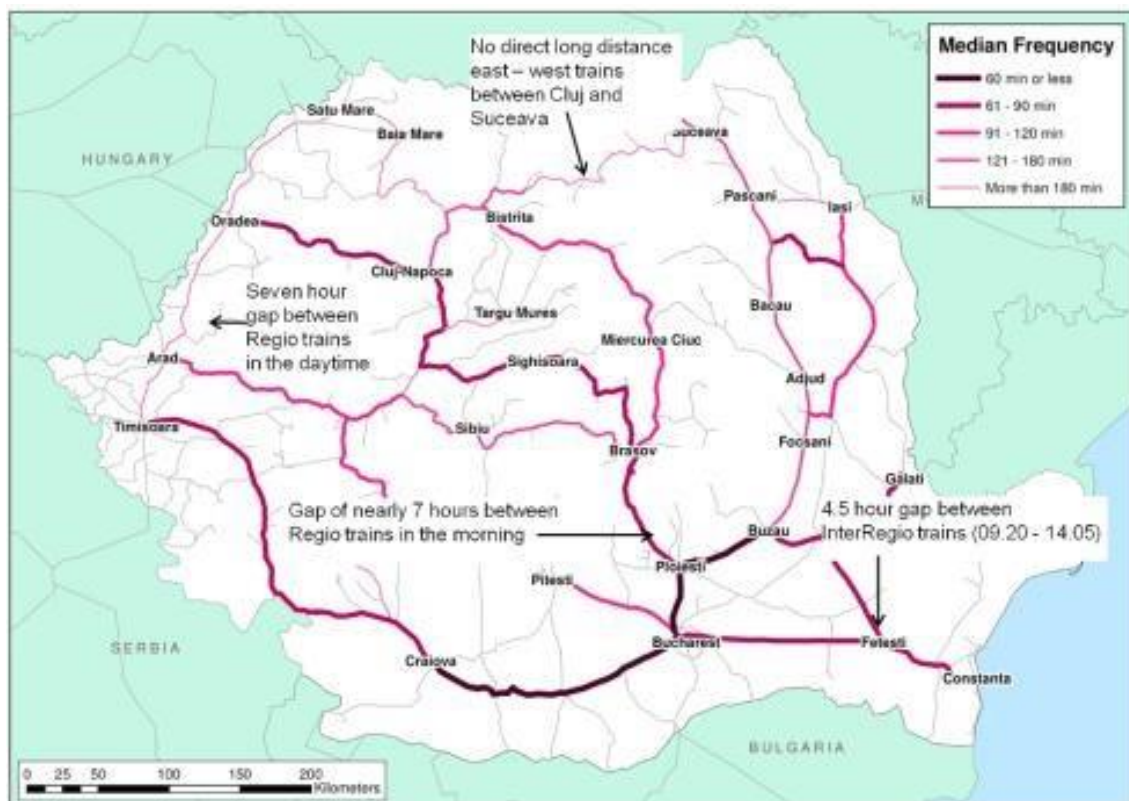 No direct long distance
east – west trains
between Cluj and
Suceava
Median Frequency
60 min or less
61 - 90 min
91 - 120 min
121 - 180 min
More than 180 min
Satu Mare
Baia Mare
Suceava
HUNGARY
Pascani
Iasi
M
Oradea
Bistrita
Cluj-Napoca
Bacau
Seven hour
gap between
Regio trains
in the daytime
Targu Mures
Miercurea Ciuc
Arad
Sighisoara
Adjud
Timisoara
Sibiu
Focsani
Brasov
Galati
Gap of nearly 7 hours between
Regio trains in the morning
4.5 hour gap between
InterRegio trains (09.20 - 14.05)
Buzau
Ploiesti
Pitesti
Bucharest
Fetesti
SERBIA
Craiova
Constanta
BULGARIA
0 25 50 100 150 200
Kilometers